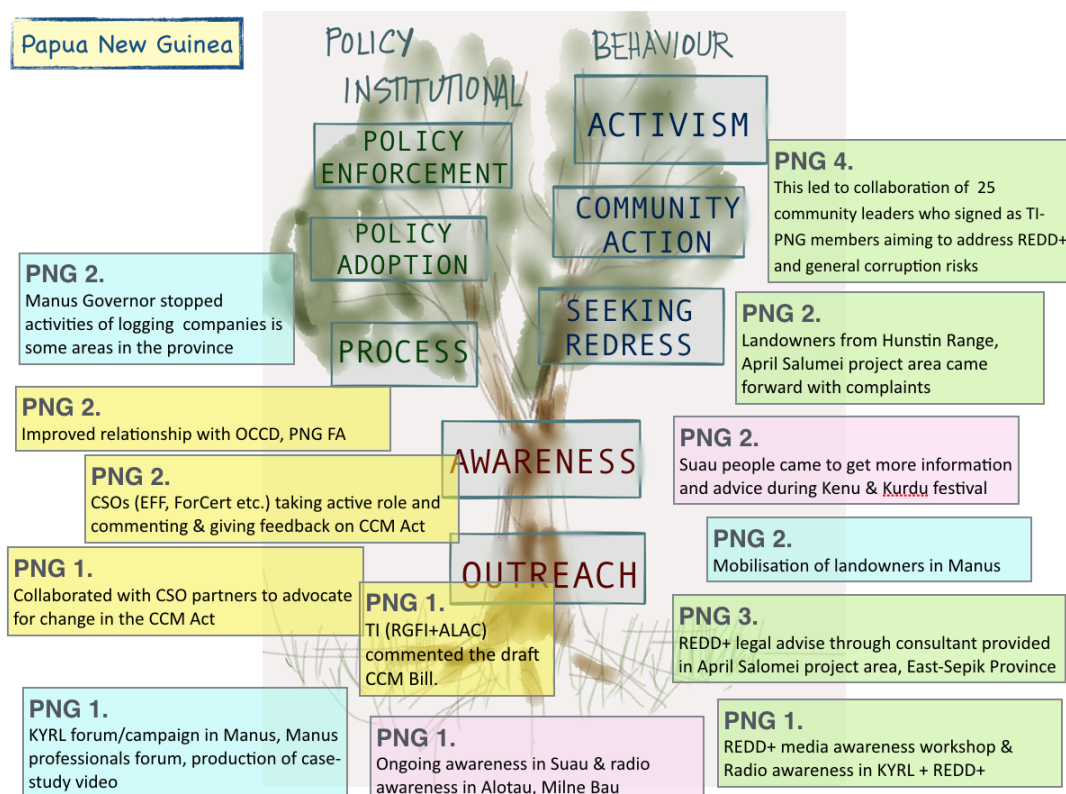 Papua New Guinea
POLICY
INSTITUTIONAL
BEHAVIOUR
POLICY
ENFORCEMENT
ACTIVISM
PNG 4.
This led to collaboration of 25
community leaders who signed as TI-
PNG members aiming to address REDD+
and general corruption risks
POLICY
ADOPTION
COMMUNITY
ACTION
PNG 2.
Manus Governor stopped
activities of logging companies is
some areas in the province
PROCESS
SEEKING
REDRESS
PNG 2.
Landowners from Hunstin Range,
April Salumei project area came
forward with complaints
PNG 2.
Improved relationship with OCCD, PNG FA
AWARENESS
PNG 2.
Suau people came to get more information
and advice during Kenu & Kurdu festival
PNG 2.
CSOs (EFF, ForCert etc.) taking active role and
commenting & giving feedback on CCM Act
PNG 2.
Mobilisation of landowners in Manus
OUTREACH
PNG 1.
Collaborated with CSO partners to advocate
for change in the CCM Act
PNG 1.
TI (RGFI+ALAC)
commented the draft
CCM Bill.
PNG 3.
REDD+ legal advise through consultant provided
in April Salomei project area, East-Sepik Province
PNG 1.
KYRL forum/campaign in Manus, Manus
professionals forum, production of case-
study video
PNG 1.
Ongoing awareness in Suau & radio
awareness in Alotau, Milne Bau
PNG 1.
REDD+ media awareness workshop &
Radio awareness in KYRL + REDD+